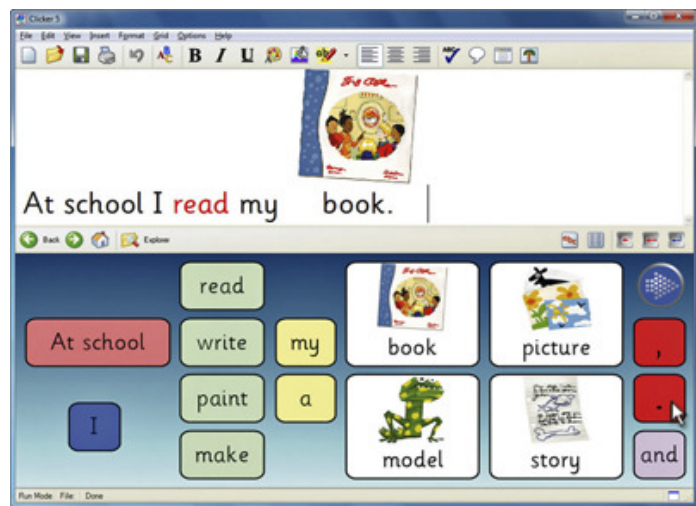 Clicker 5
File Edit View Insert Format Grid Options Help
B I U ABC
At school I read my book.
Back Explore
read
At school write my book picture ,
I paint a .
make model story and
Run Mode File: Done